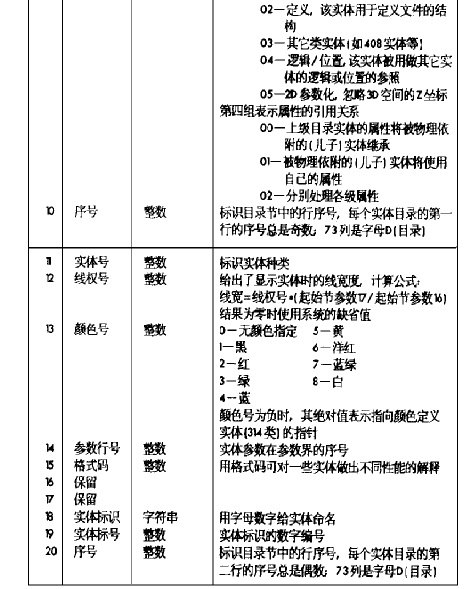 02－定义, 该实体用于定义文件的结
构
03－其它类实体(如408实体等)
04－逻辑/位置, 该实体被用做其它实
体的逻辑或位置的参照
05－2D参数化, 忽略3D空间的Z坐标
第四组表示属性的引用关系
00－上级目录实体的属性将被物理依
附的(儿子)实体继承
01－被物理依附的(儿子)实体将使用
自己的属性
02－分别处理各级属性
10 序号 整数 标识目录节中的行序号, 每个实体目录的第一
行的序号总是奇数; 73列是字母D(目录)
11 实体号 整数 标识实体种类
12 线权号 整数 给出了显示实体时的线宽度, 计算公式:
线宽=线权号*(起始节参数17/起始节参数16)
结果为零时使用系统的缺省值
13 颜色号 整数 0－无颜色指定 5－黄
1－黑 6－洋红
2－红 7－蓝绿
3－绿 8－白
4－蓝
颜色号为负时, 其绝对值表示指向颜色定义
实体(314类)的指针
14 参数行号 整数 实体参数在参数界的序号
15 格式码 整数 用格式码可对一些实体做出不同性能的解释
16 保留
17 保留
18 实体标识 字符串 用字母数字给实体命名
19 实体标号 整数 实体标识的数字编号
20 序号 整数 标识目录节中的行序号, 每个实体目录的第
二行的序号总是偶数; 73列是字母D(目录)